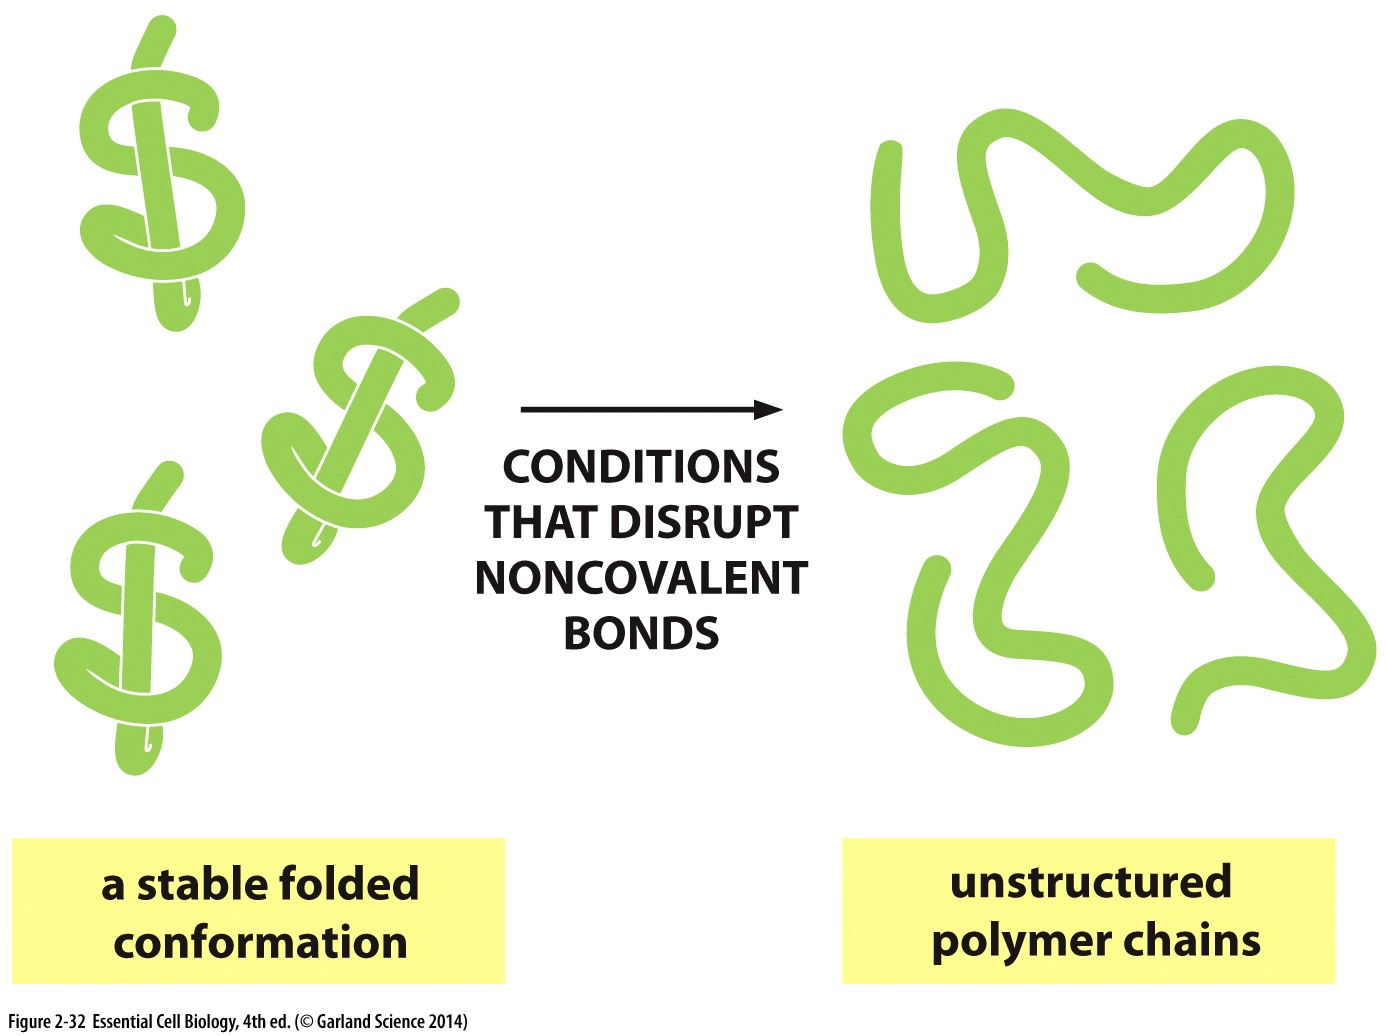 CONDITIONS
THAT DISRUPT
NONCOVALENT
BONDS
a stable folded
conformation
unstructured
polymer chains
Figure 2-32 Essential Cell Biology, 4th ed. (© Garland Science 2014)